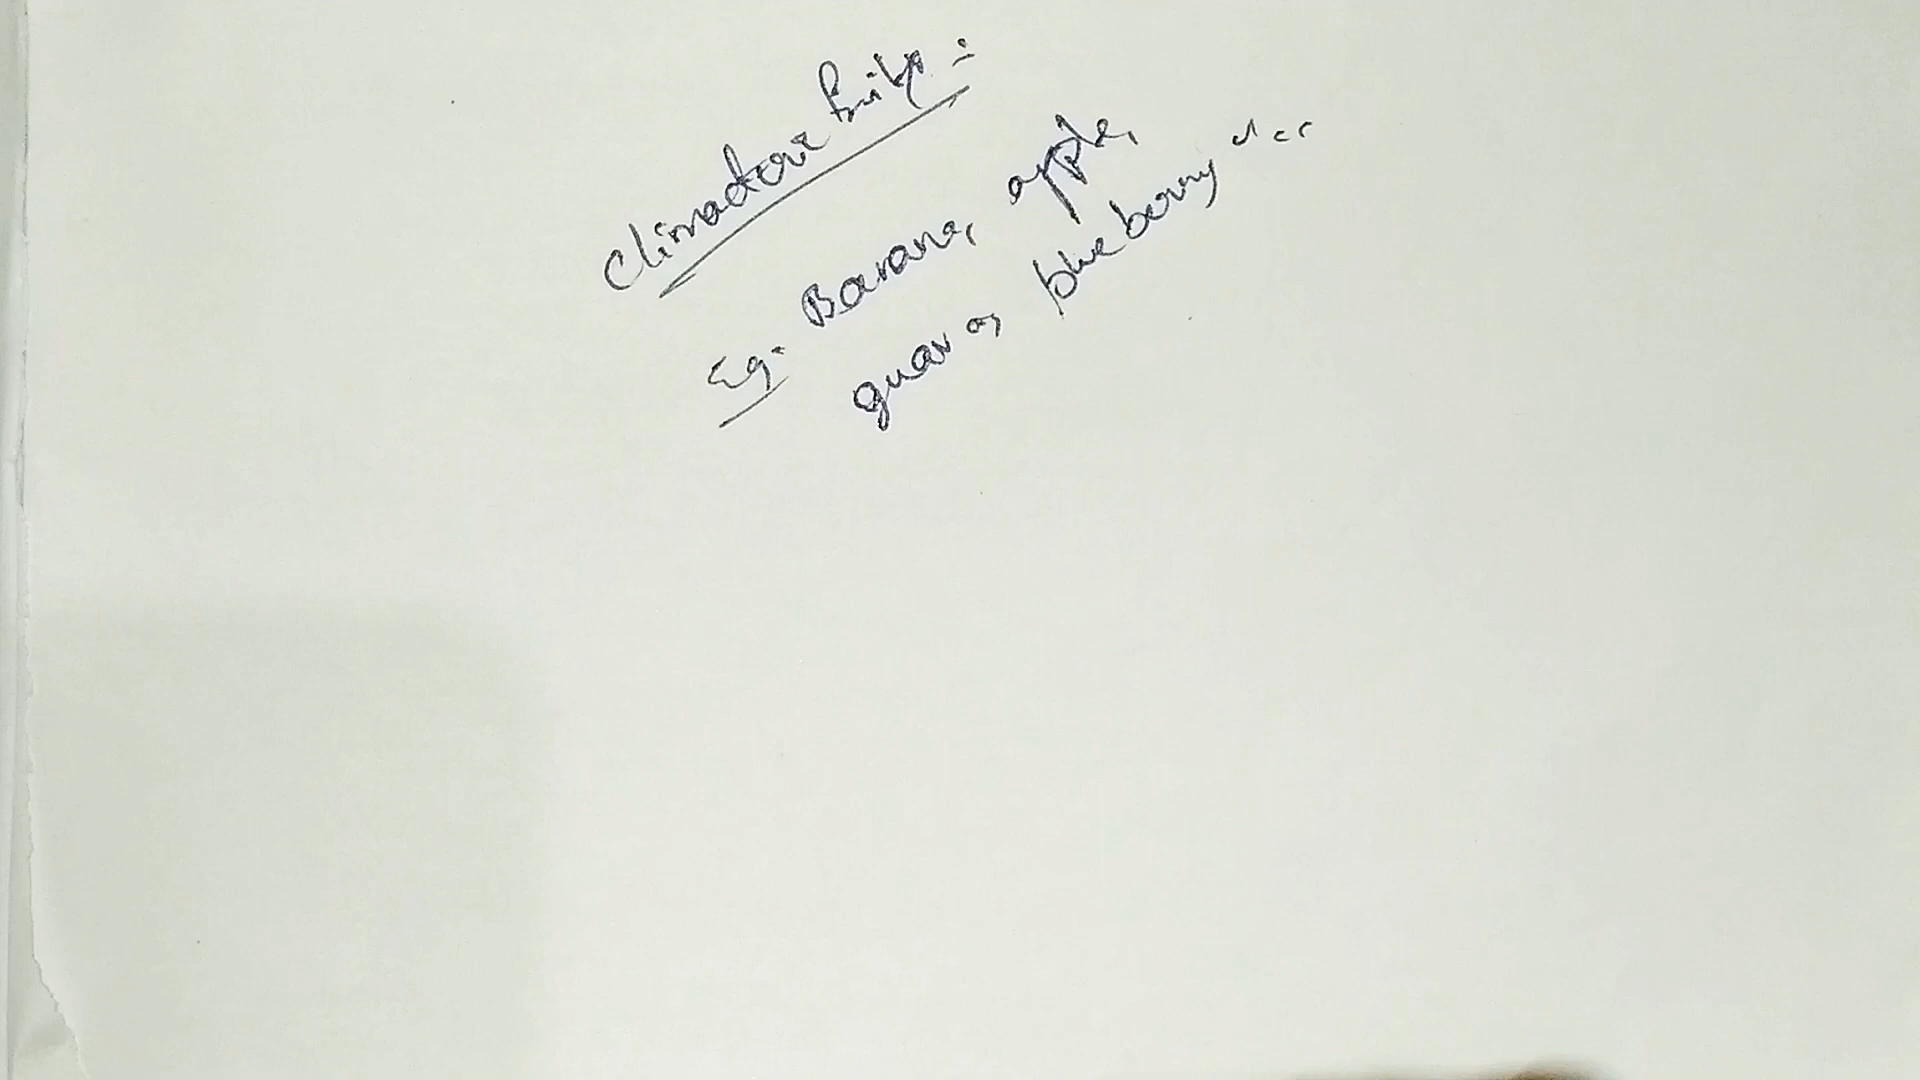 Climacteric fruits :-
Eg:- Banana, apple,
guava, blueberry etc